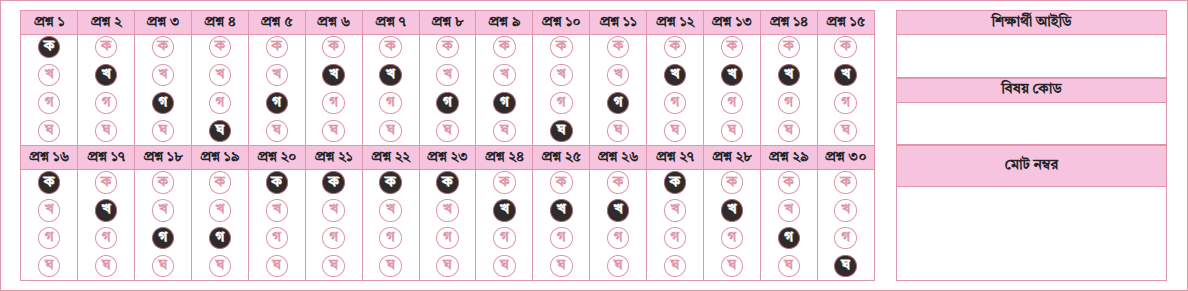 প্রশ্ন ১ প্রশ্ন ২ প্রশ্ন ৩ প্রশ্ন ৪ প্রশ্ন ৫ প্রশ্ন ৬ প্রশ্ন ৭ প্রশ্ন ৮ প্রশ্ন ৯ প্রশ্ন ১০ প্রশ্ন ১১ প্রশ্ন ১২ প্রশ্ন ১৩ প্রশ্ন ১৪ প্রশ্ন ১৫
ক ক ক ক ক ক ক ক ক ক ক ক ক ক ক
খ খ খ খ খ খ খ খ খ খ খ খ খ খ খ
গ গ গ গ গ গ গ গ গ গ গ গ গ গ গ
ঘ ঘ ঘ ঘ ঘ ঘ ঘ ঘ ঘ ঘ ঘ ঘ ঘ ঘ ঘ
প্রশ্ন ১৬ প্রশ্ন ১৭ প্রশ্ন ১৮ প্রশ্ন ১৯ প্রশ্ন ২০ প্রশ্ন ২১ প্রশ্ন ২২ প্রশ্ন ২৩ প্রশ্ন ২৪ প্রশ্ন ২৫ প্রশ্ন ২৬ প্রশ্ন ২৭ প্রশ্ন ২৮ প্রশ্ন ২৯ প্রশ্ন ৩০
ক ক ক ক ক ক ক ক ক ক ক ক ক ক ক
খ খ খ খ খ খ খ খ খ খ খ খ খ খ খ
গ গ গ গ গ গ গ গ গ গ গ গ গ গ গ
ঘ ঘ ঘ ঘ ঘ ঘ ঘ ঘ ঘ ঘ ঘ ঘ ঘ ঘ ঘ
শিক্ষার্থী আইডি
বিষয় কোড
মোট নম্বর